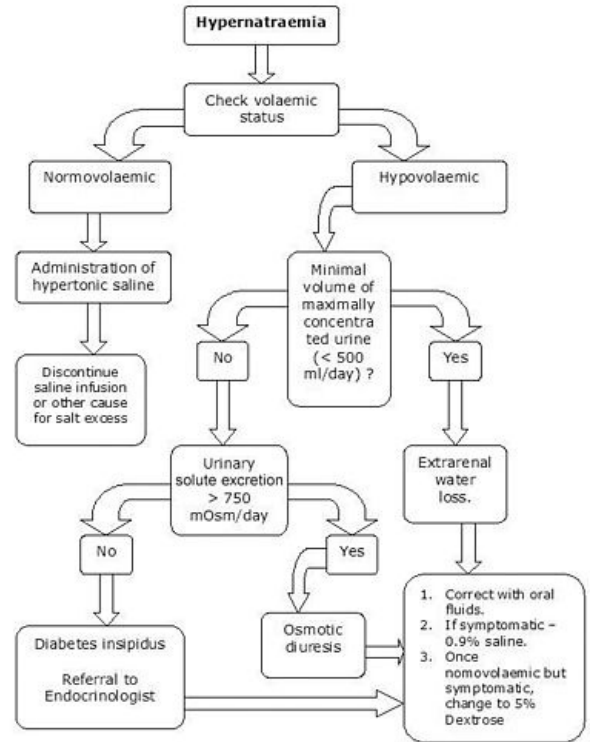 Hypernatraemia
Check volaemic
status
Normovolaemic
Hypovolaemic
Administration of
hypertonic saline
Minimal
volume of
maximally
concentra
ted urine
(< 500
ml/day) ?
No
Yes
Discontinue
saline infusion
or other cause
for salt excess
Urinary
solute excretion
> 750
mOsm/day
Extrarenal
water
loss.
No
Yes
Diabetes insipidus
Referral to
Endocrinologist
Osmotic
diuresis
1. Correct with oral
fluids.
2. If symptomatic –
0.9% saline.
3. Once
nomovolaemic but
symptomatic,
change to 5%
Dextrose